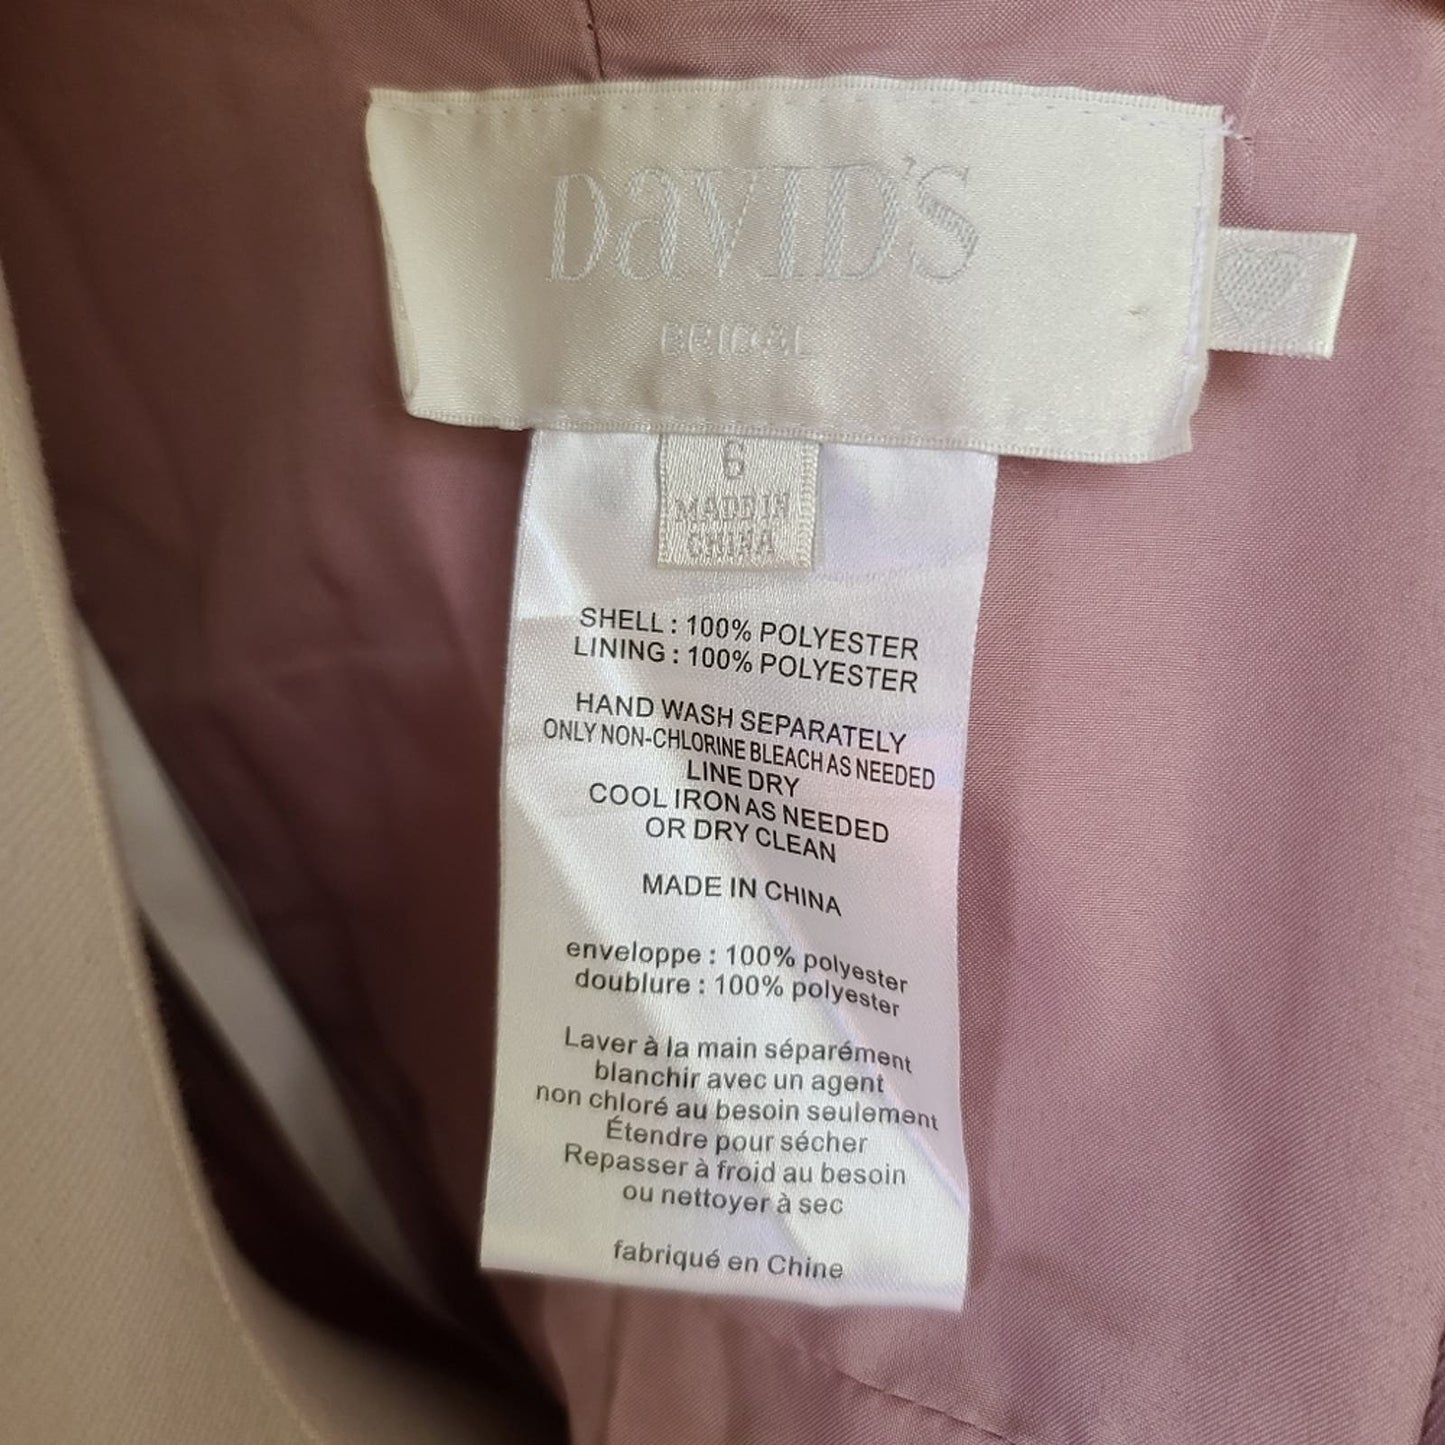 DAVID'S
BRIDAL
6
MADE IN
CHINA
SHELL : 100% POLYESTER
LINING : 100% POLYESTER
HAND WASH SEPARATELY
ONLY NON-CHLORINE BLEACH AS NEEDED
LINE DRY
COOL IRON AS NEEDED
OR DRY CLEAN
MADE IN CHINA
enveloppe : 100% polyester
doublure : 100% polyester
Laver à la main séparément
blanchir avec un agent
non chloré au besoin seulement
Étendre pour sécher
Repasser à froid au besoin
ou nettoyer à sec
fabriqué en Chine